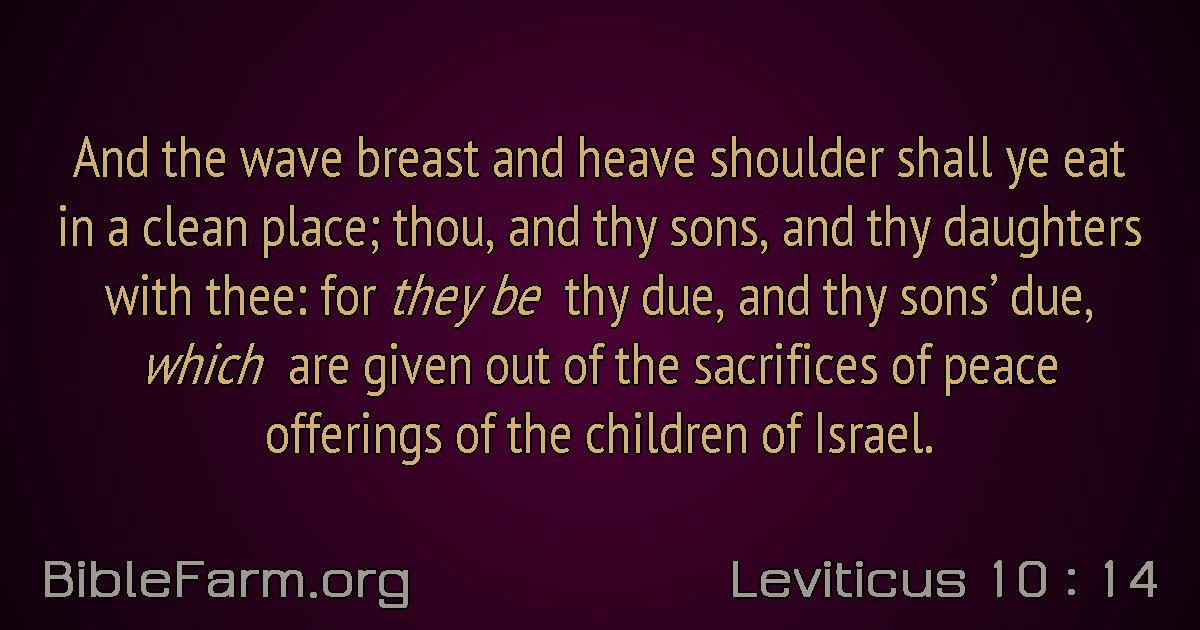 And the wave breast and heave shoulder shall ye eat
in a clean place; thou, and thy sons, and thy daughters
with thee: for they be thy due, and thy sons’ due,
which are given out of the sacrifices of peace
offerings of the children of Israel.
BibleFarm.org
Leviticus 10 : 14